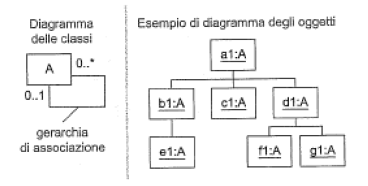 Diagramma
delle classi
A
0..*
0..1
gerarchia
di associazione
Esempio di diagramma degli oggetti
a1:A
b1:A c1:A d1:A
e1:A f1:A g1:A